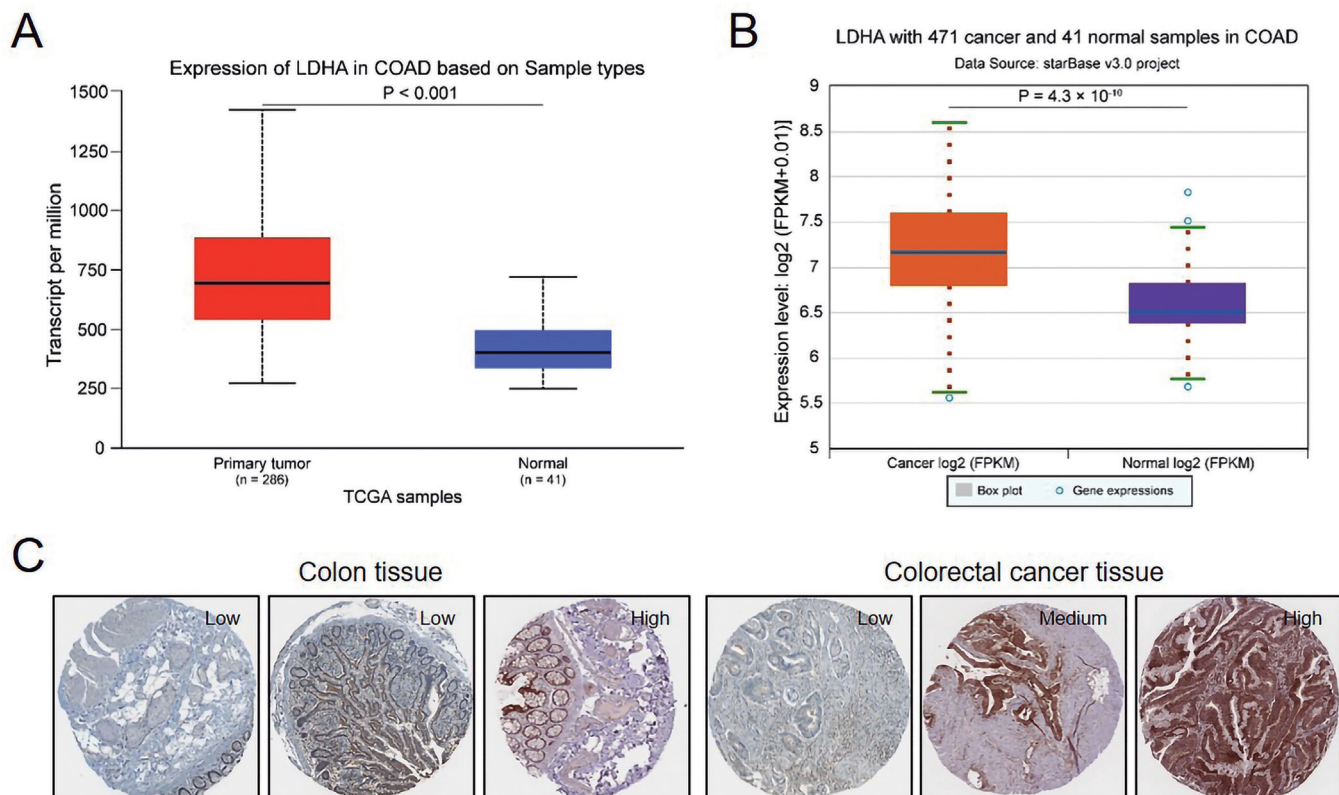 A
Expression of LDHA in COAD based on Sample types
P < 0.001
Transcript per million
1500
1250
1000
750
500
250
0
Primary tumor
(n = 286)
Normal
(n = 41)
TCGA samples
B
LDHA with 471 cancer and 41 normal samples in COAD
Data Source: starBase v3.0 project
P = 4.3 × 10⁻¹⁰
Expression level: log2 (FPKM+0.01)]
9
8.5
8
7.5
7
6.5
6
5.5
5
Cancer log2 (FPKM)
Normal log2 (FPKM)
Box plot
Gene expressions
C
Colon tissue
Colorectal cancer tissue
Low
Low
High
Low
Medium
High